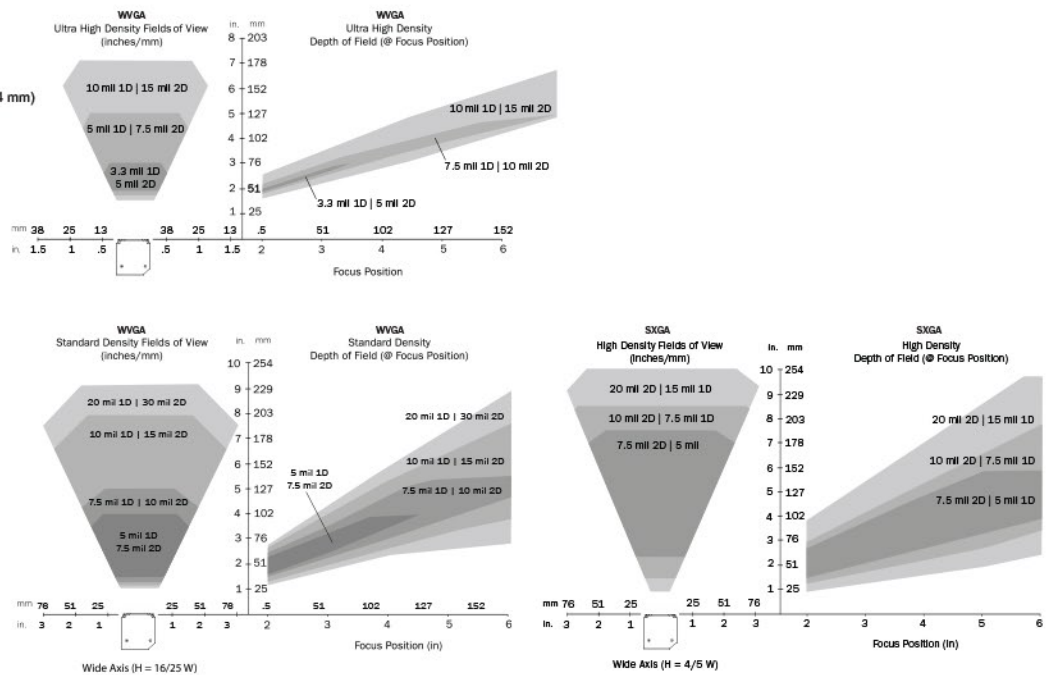 WVGA
Ultra High Density Fields of View
(inches/mm)
in. mm
8 203
7 178
6 152
5 127
4 102
3 76
2 51
1 25
WVGA
Ultra High Density
Depth of Field (@ Focus Position)
mm)
10 mil 1D | 15 mil 2D
5 mil 1D | 7.5 mil 2D
3.3 mil 1D
5 mil 2D
10 mil 1D | 15 mil 2D
7.5 mil 1D | 10 mil 2D
3.3 mil 1D | 5 mil 2D
mm 38 25 13 38 25 13 .5 51 102 127 152
in. 1.5 1 .5 .5 1 1.5 2 3 4 5 6
Focus Position
WVGA
Standard Density Fields of View
(inches/mm)
in. mm
10 254
9 229
8 203
7 178
6 152
5 127
4 102
3 76
2 51
1 25
20 mil 1D | 30 mil 2D
10 mil 1D | 15 mil 2D
7.5 mil 1D | 10 mil 2D
5 mil 1D
7.5 mil 2D
mm 76 51 25 25 51 76
in. 3 2 1 1 2 3
Wide Axis (H = 16/25 W)
WVGA
Standard Density
Depth of Field (@ Focus Position)
20 mil 1D | 30 mil 2D
10 mil 1D | 15 mil 2D
5 mil 1D
7.5 mil 2D
7.5 mil 1D | 10 mil 2D
.5 51 102 127 152
2 3 4 5 6
Focus Position (in)
SXGA
High Density Fields of View
(inches/mm)
in. mm
10 254
9 229
8 203
7 178
6 152
5 127
4 102
3 76
2 51
1 25
20 mil 2D | 15 mil 1D
10 mil 2D | 7.5 mil 1D
7.5 mil 2D | 5 mil
mm 76 51 25 25 51 76
in. 3 2 1 1 2 3
Wide Axis (H = 4/5 W)
SXGA
High Density
Depth of Field (@ Focus Position)
20 mil 2D | 15 mil 1D
10 mil 2D | 7.5 mil 1D
7.5 mil 2D | 5 mil 1D
2 3 4 5 6
Focus Position (in)